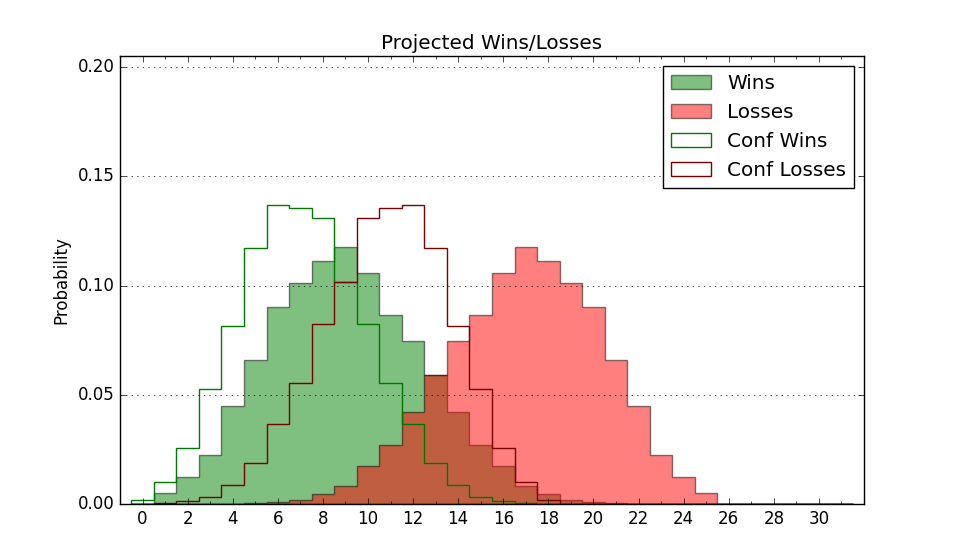 Projected Wins/Losses
Wins
Losses
Conf Wins
Conf Losses
Probability
0.20
0.15
0.10
0.05
0.00
0 2 4 6 8 10 12 14 16 18 20 22 24 26 28 30